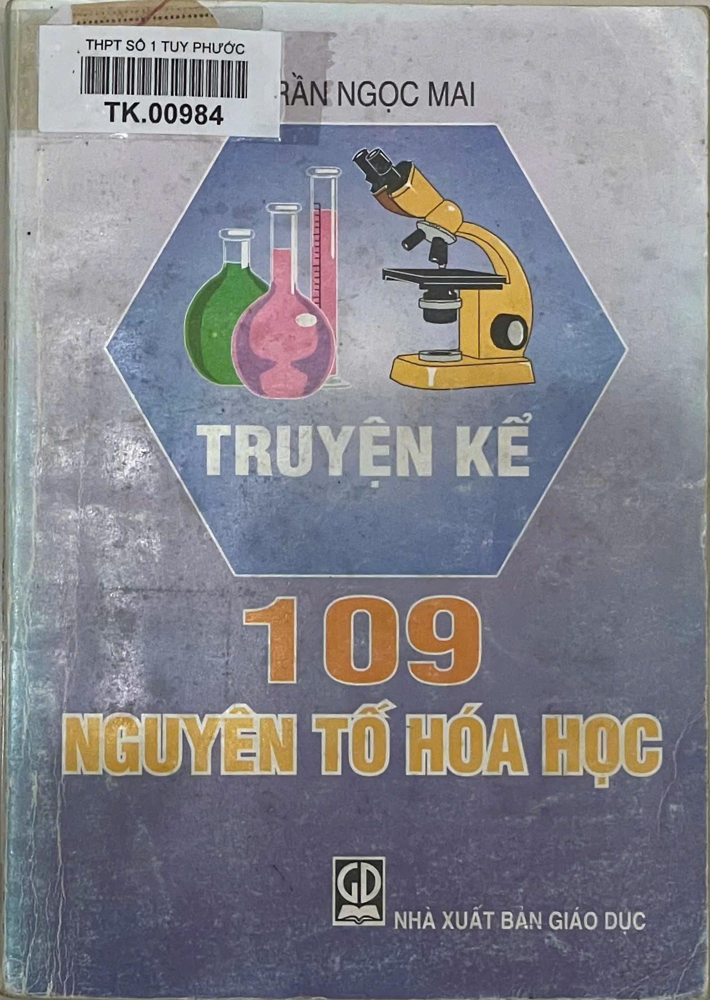 THPT SỐ 1 TUY PHƯỚC
TK.00984
RẦN NGỌC MAI
TRUYỆN KỂ
109
NGUYÊN TỐ HÓA HỌC
GD
NHÀ XUẤT BẢN GIÁO DỤC